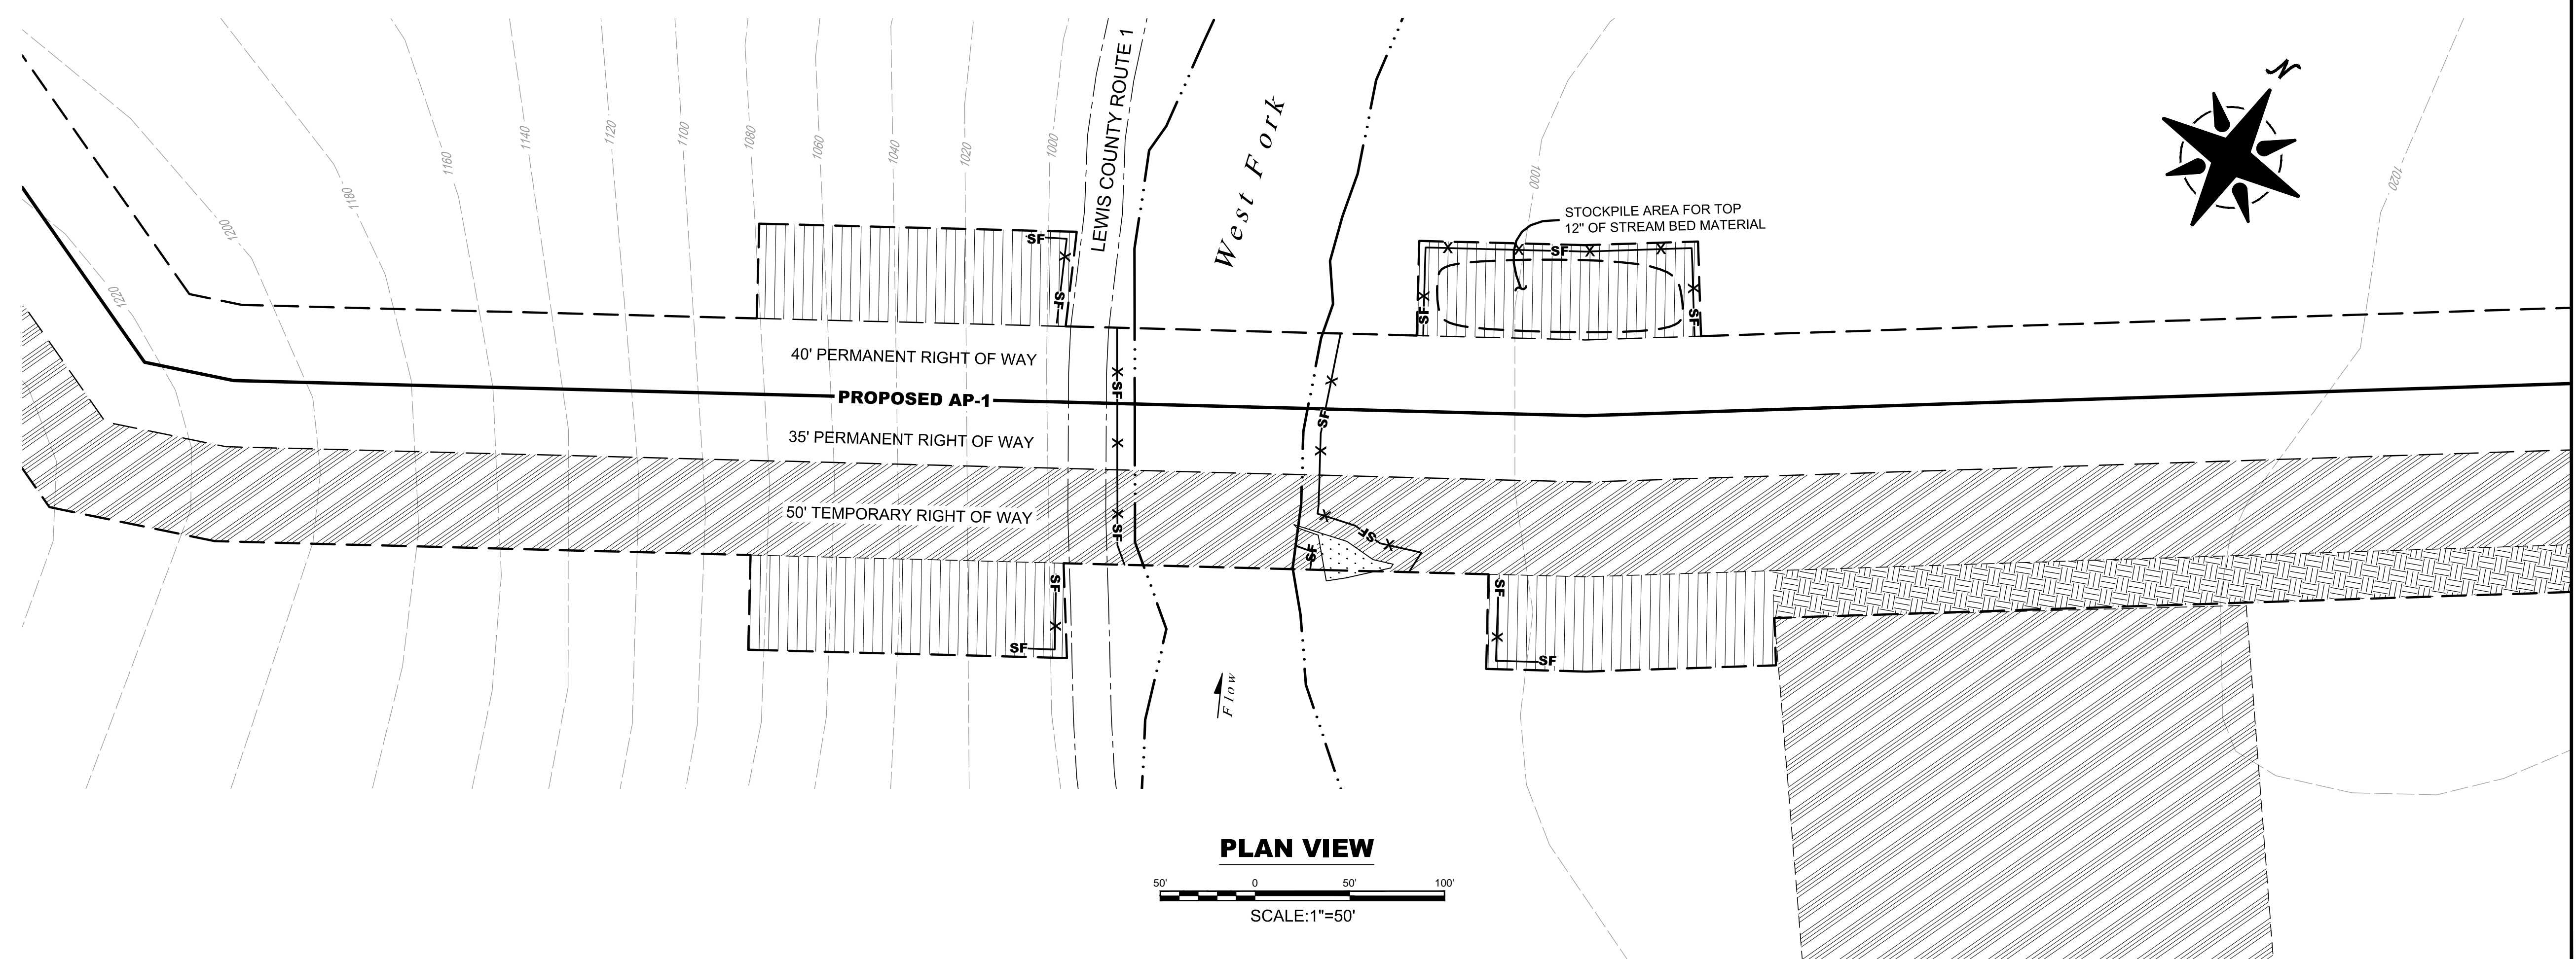 N
LEWIS COUNTY ROUTE 1
West Fork
1140
1120
1100
1080
1060
1040
1020
1000
1160
1180
1200
1220
1000
1020
STOCKPILE AREA FOR TOP
12" OF STREAM BED MATERIAL
SF
SF
SF
SF
SF
40' PERMANENT RIGHT OF WAY
PROPOSED AP-1
SF
SF
35' PERMANENT RIGHT OF WAY
50' TEMPORARY RIGHT OF WAY
SF
SF
SF
SF
SF
SF
SF
Flow
PLAN VIEW
50' 0 50' 100'
SCALE:1"=50'